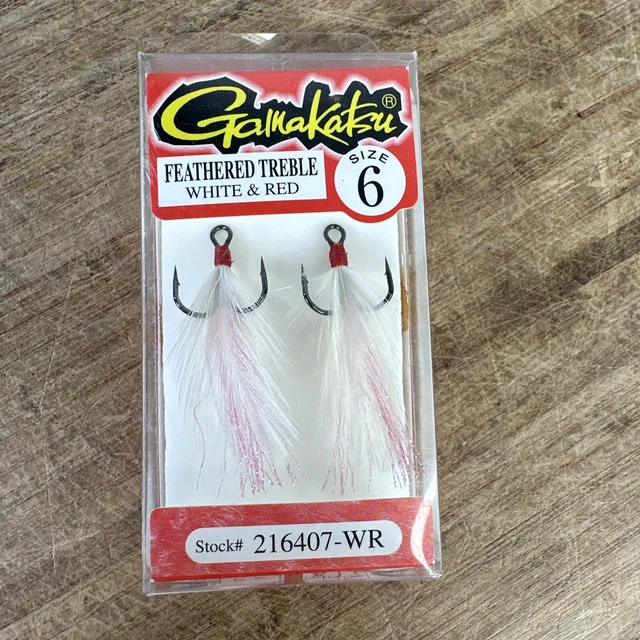 Gamakatsu®
FEATHERED TREBLE
WHITE & RED
SIZE
6
Stock# 216407-WR